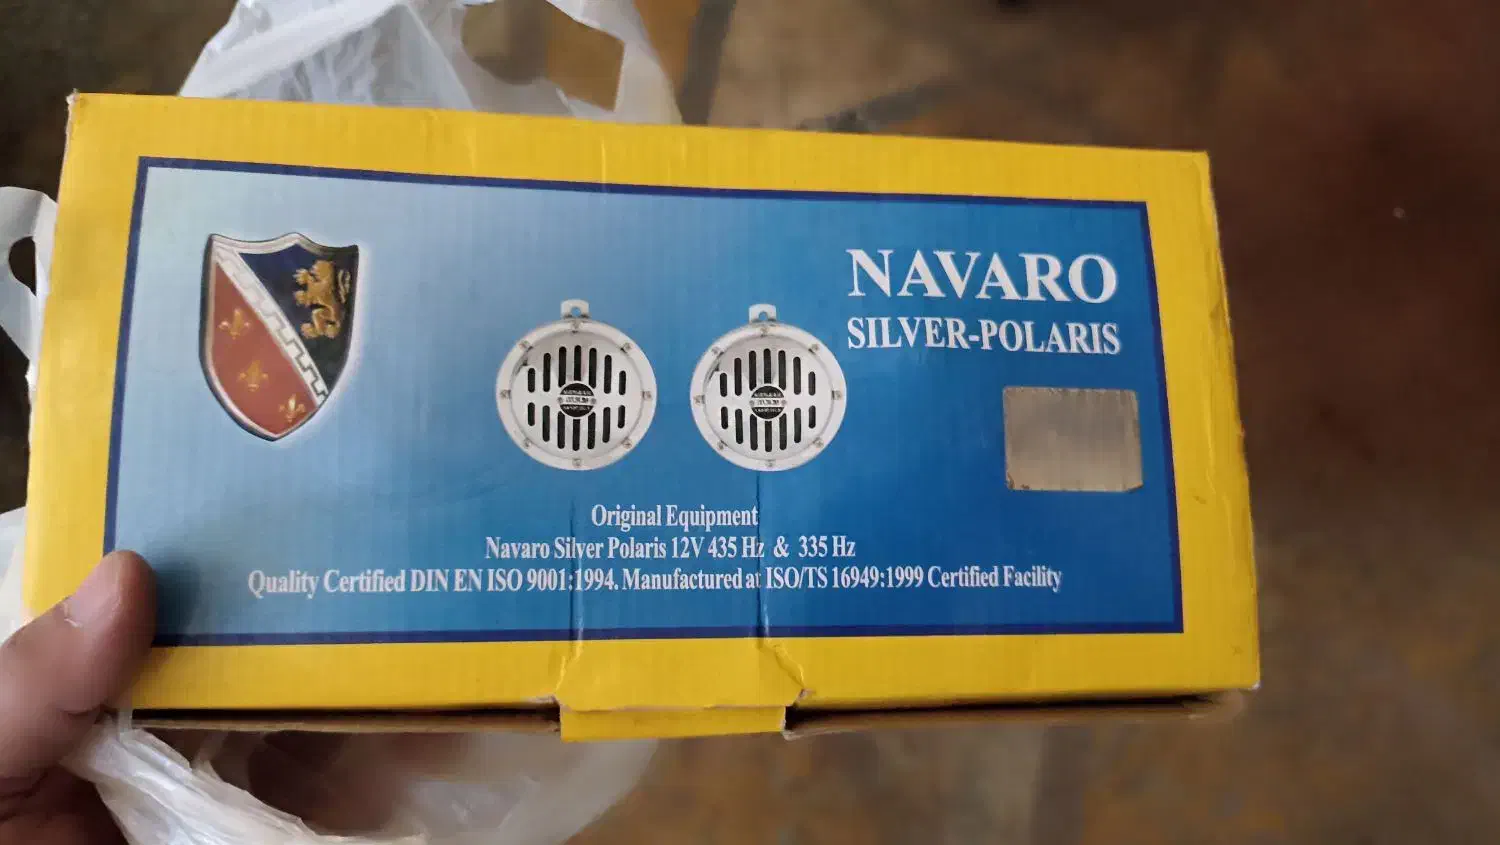 NAVARO
SILVER-POLARIS
Original Equipment
Navaro Silver Polaris 12V 435 Hz & 335 Hz
Quality Certified DIN EN ISO 9001:1994. Manufactured at ISO/TS 16949:1999 Certified Facility